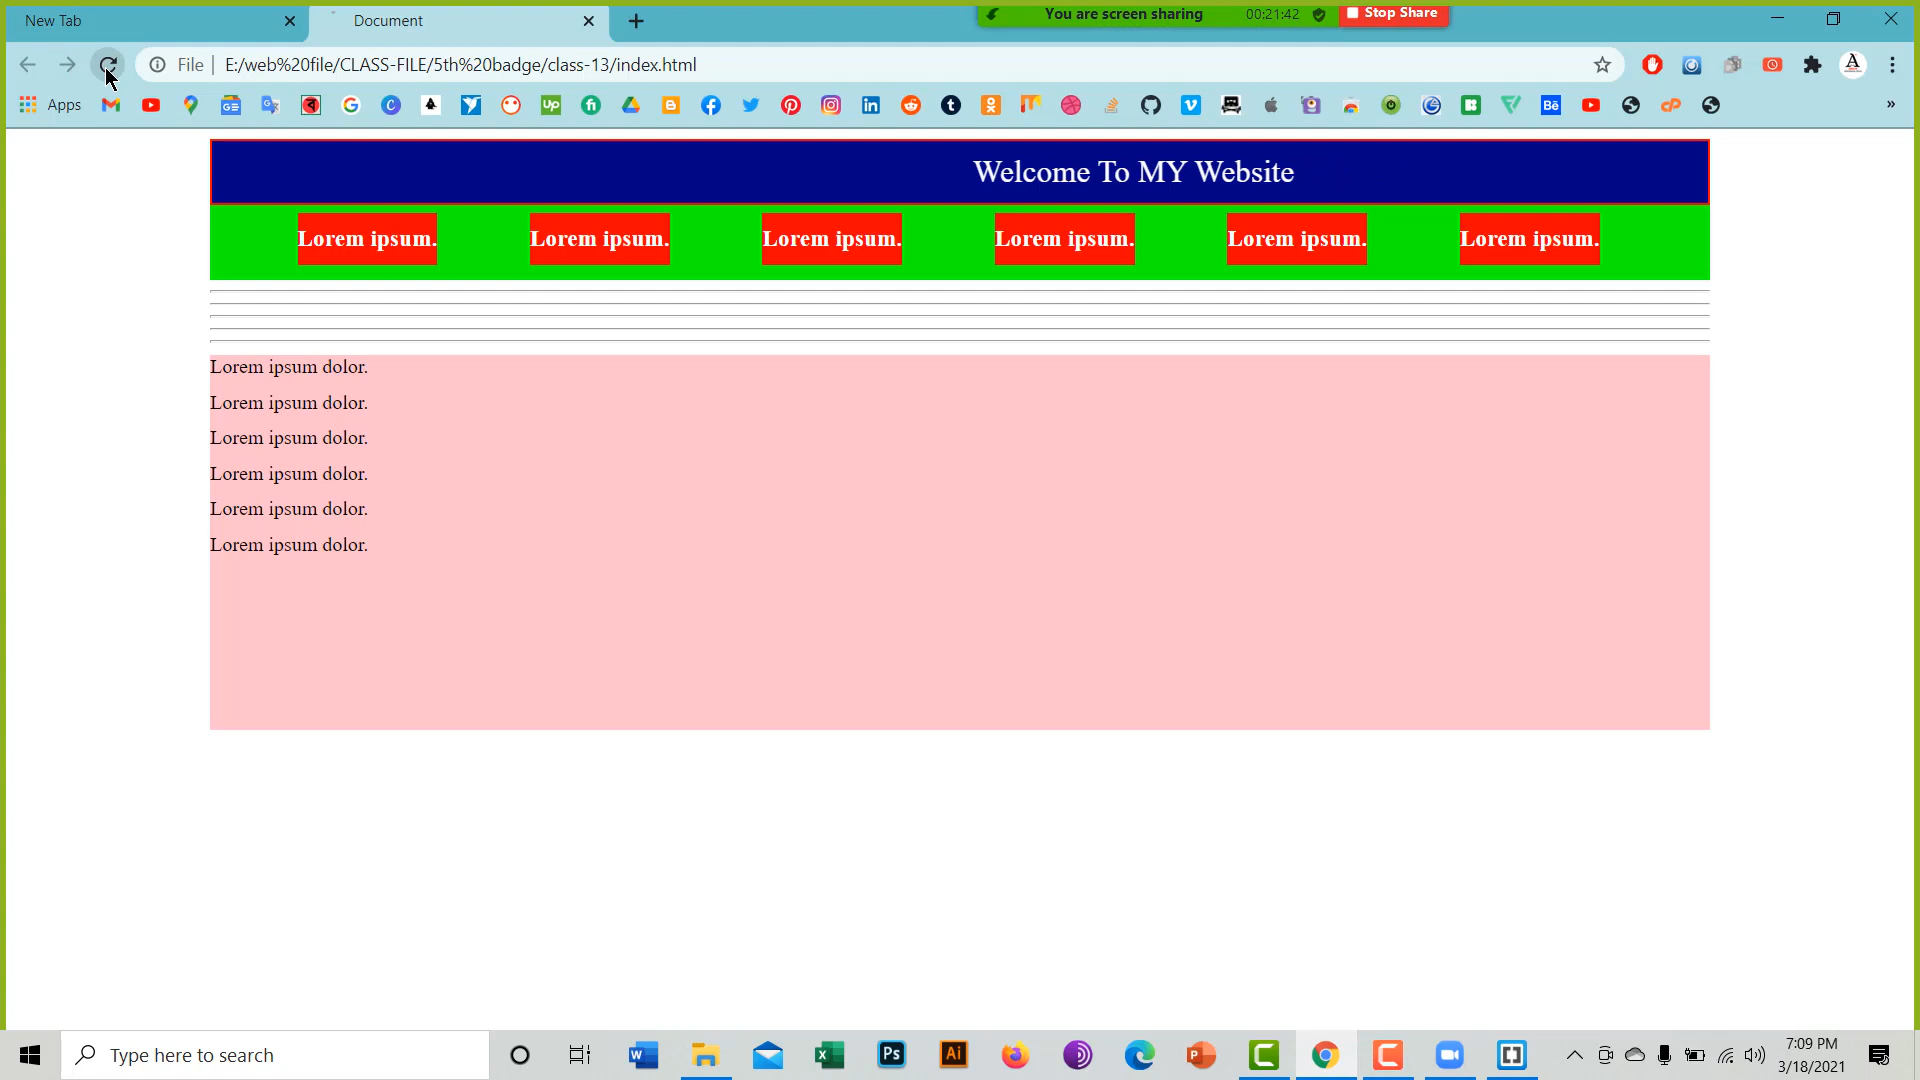 New Tab
Document
You are screen sharing 00:21:42 Stop Share
File E:/web%20file/CLASS-FILE/5th%20badge/class-13/index.html
Apps
Welcome To MY Website
Lorem ipsum. Lorem ipsum. Lorem ipsum. Lorem ipsum. Lorem ipsum. Lorem ipsum.
Lorem ipsum dolor.
Lorem ipsum dolor.
Lorem ipsum dolor.
Lorem ipsum dolor.
Lorem ipsum dolor.
Lorem ipsum dolor.
Type here to search
7:09 PM
3/18/2021